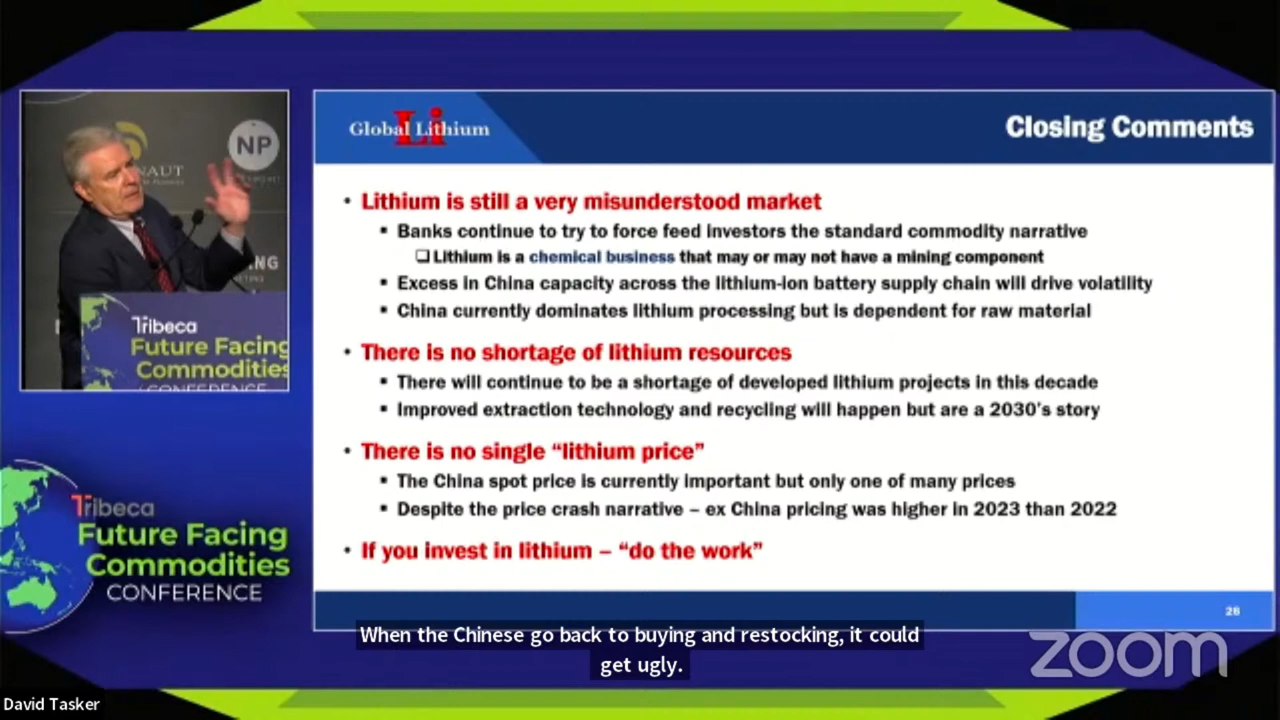 Global Lithium
Li
Closing Comments
NAUT
NP
NG
Tribeca
Future Facing
Commodities
CONFERENCE
• Lithium is still a very misunderstood market
▪ Banks continue to try to force feed investors the standard commodity narrative
❑Lithium is a chemical business that may or may not have a mining component
▪ Excess in China capacity across the lithium-ion battery supply chain will drive volatility
▪ China currently dominates lithium processing but is dependent for raw material
• There is no shortage of lithium resources
▪ There will continue to be a shortage of developed lithium projects in this decade
▪ Improved extraction technology and recycling will happen but are a 2030's story
• There is no single “lithium price”
▪ The China spot price is currently important but only one of many prices
▪ Despite the price crash narrative – ex China pricing was higher in 2023 than 2022
• If you invest in lithium – “do the work”
Tribeca
Future Facing
Commodities
CONFERENCE
26
When the Chinese go back to buying and restocking, it could
get ugly.
zoom
David Tasker